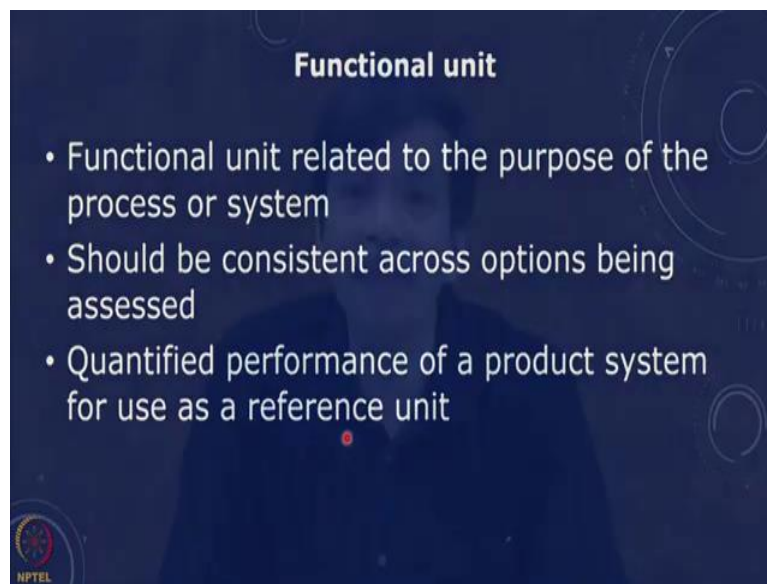 Functional unit
• Functional unit related to the purpose of the
process or system
• Should be consistent across options being
assessed
• Quantified performance of a product system
for use as a reference unit
NPTEL